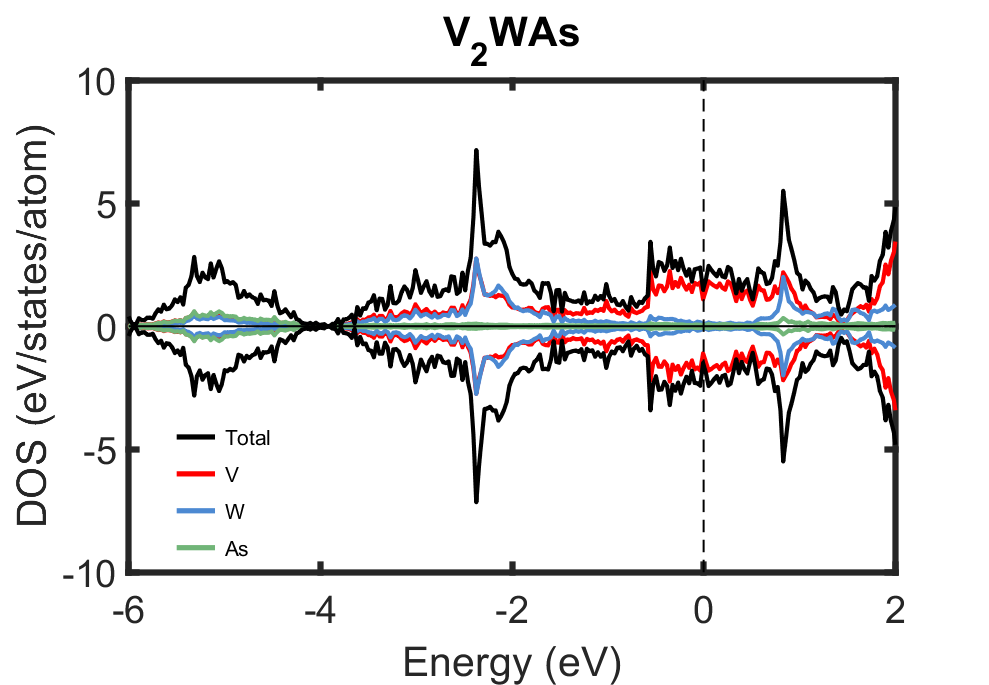 V2WAs
DOS (eV/states/atom)
10
5
0
-5
-10
Total
V
W
As
-6 -4 -2 0 2
Energy (eV)